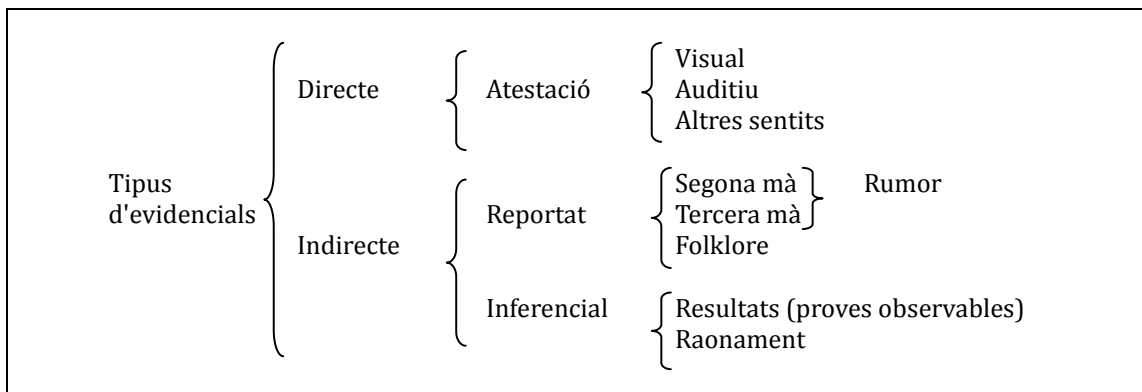 Visual
Directe Atestació Auditiu
Altres sentits
Tipus Segona mà Rumor
d'evidencials Reportat Tercera mà
Indirecte Folklore
Inferencial Resultats (proves observables)
Raonament